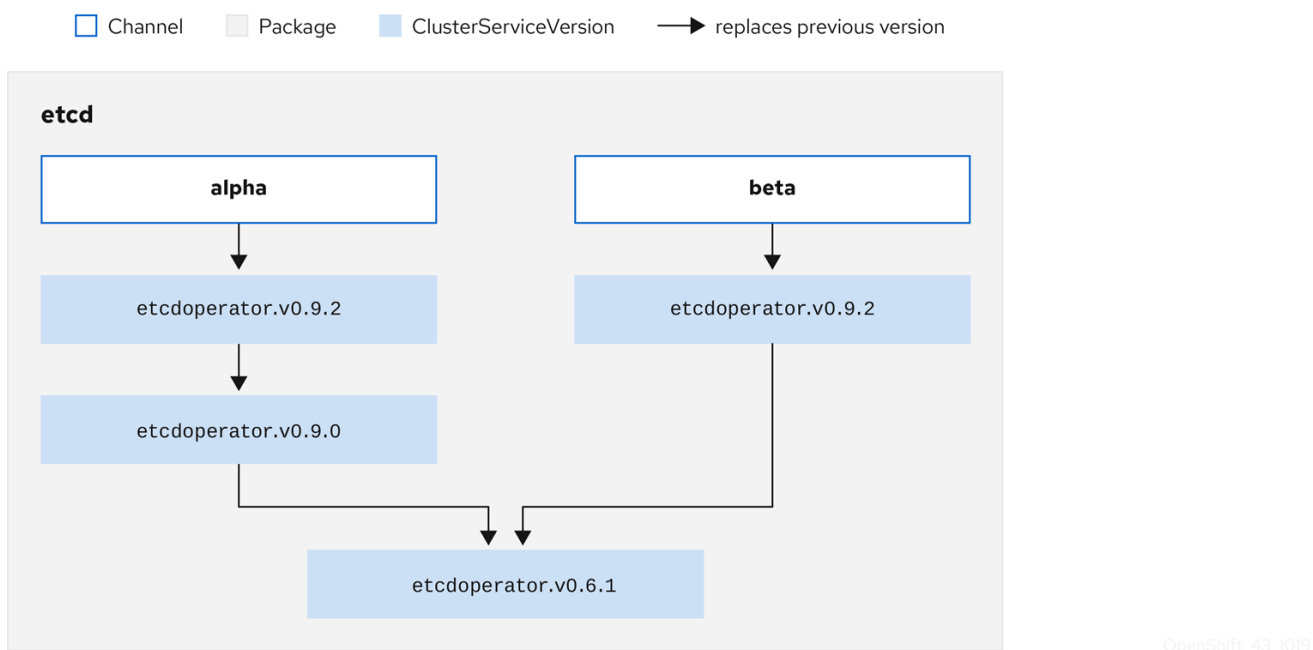 Channel Package ClusterServiceVersion replaces previous version
etcd
alpha beta
etcdoperator.v0.9.2 etcdoperator.v0.9.2
etcdoperator.v0.9.0
etcdoperator.v0.6.1
OpenShift_43_1019